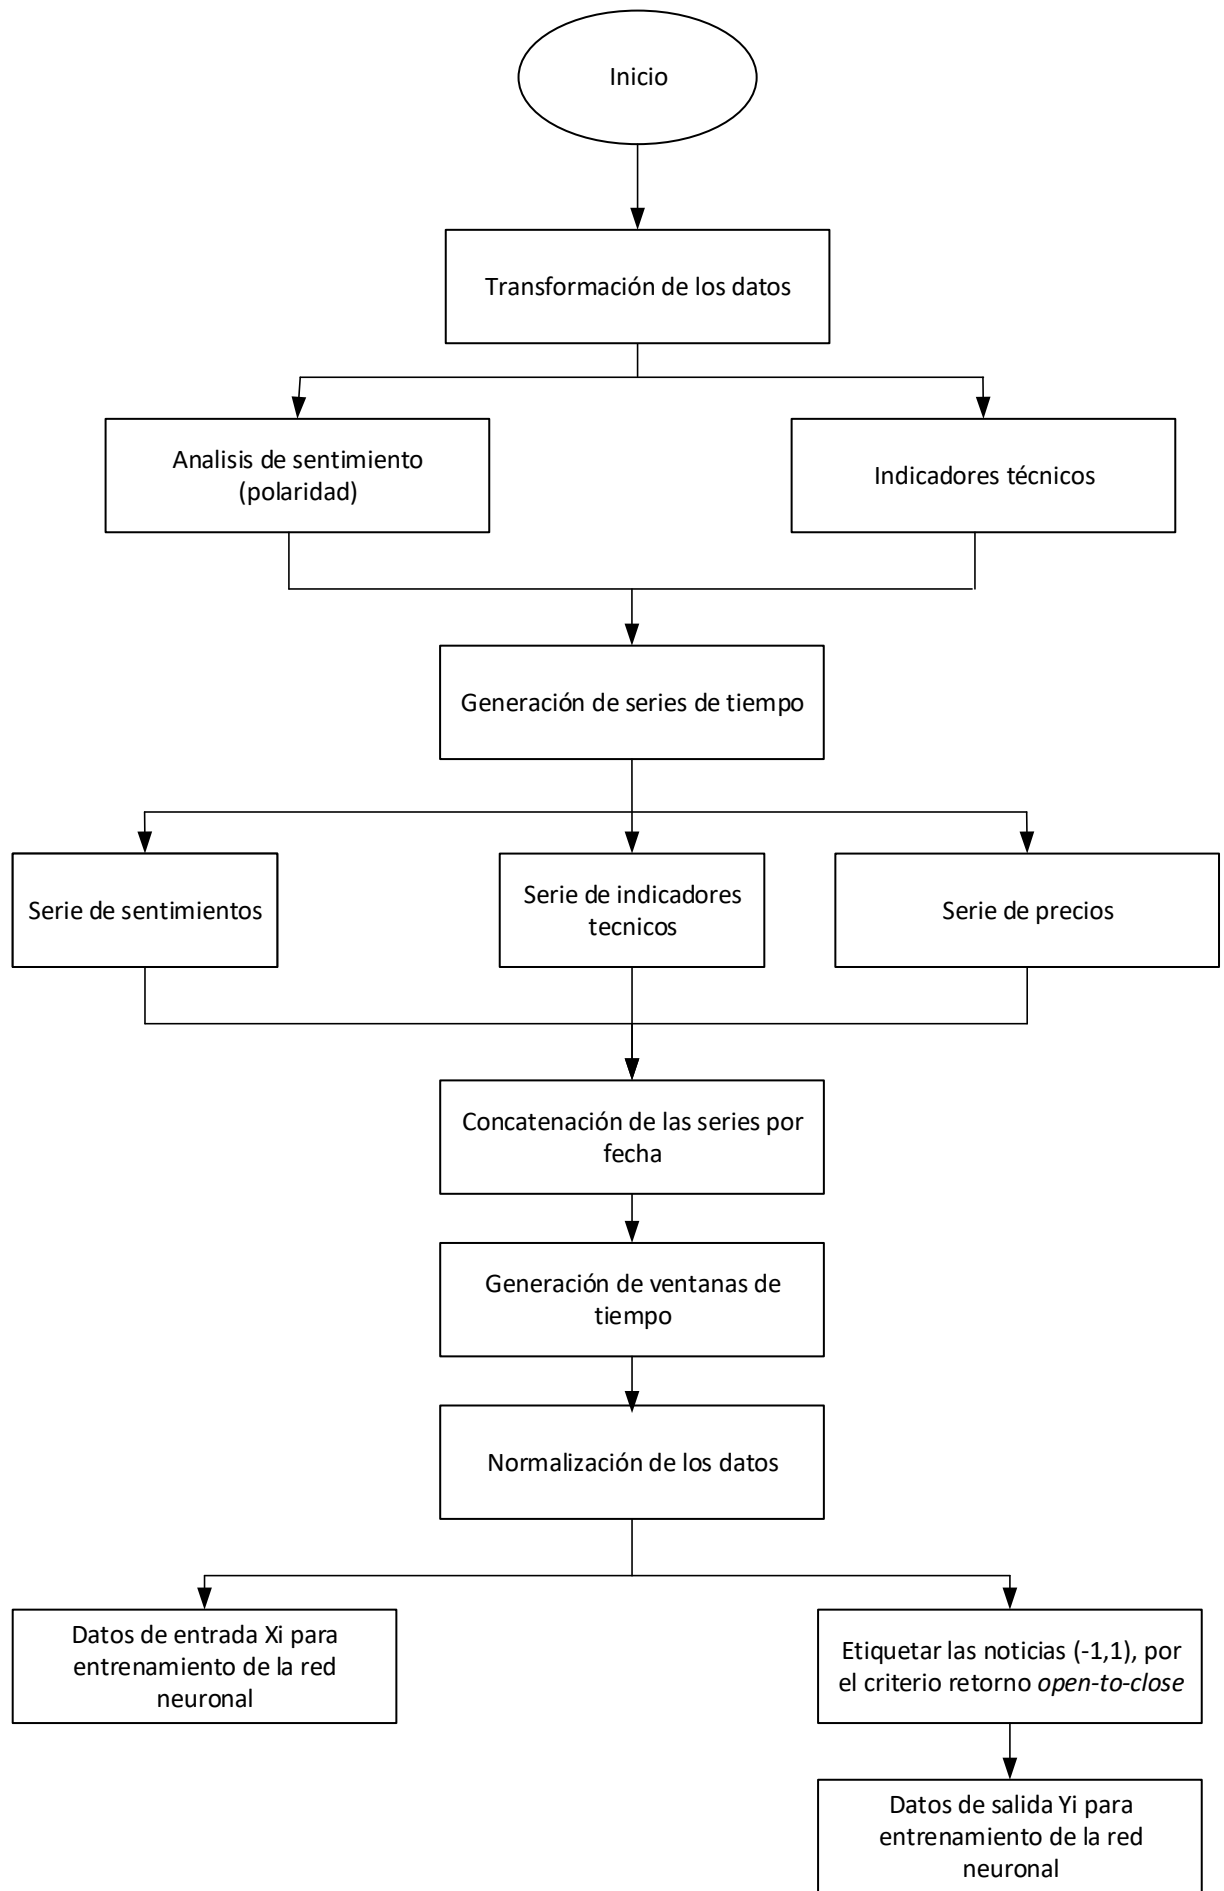 Inicio
Transformación de los datos
Analisis de sentimiento
(polaridad)
Indicadores técnicos
Generación de series de tiempo
Serie de sentimientos
Serie de indicadores
tecnicos
Serie de precios
Concatenación de las series por
fecha
Generación de ventanas de
tiempo
Normalización de los datos
Datos de entrada Xi para
entrenamiento de la red
neuronal
Etiquetar las noticias (-1,1), por
el criterio retorno open-to-close
Datos de salida Yi para
entrenamiento de la red
neuronal